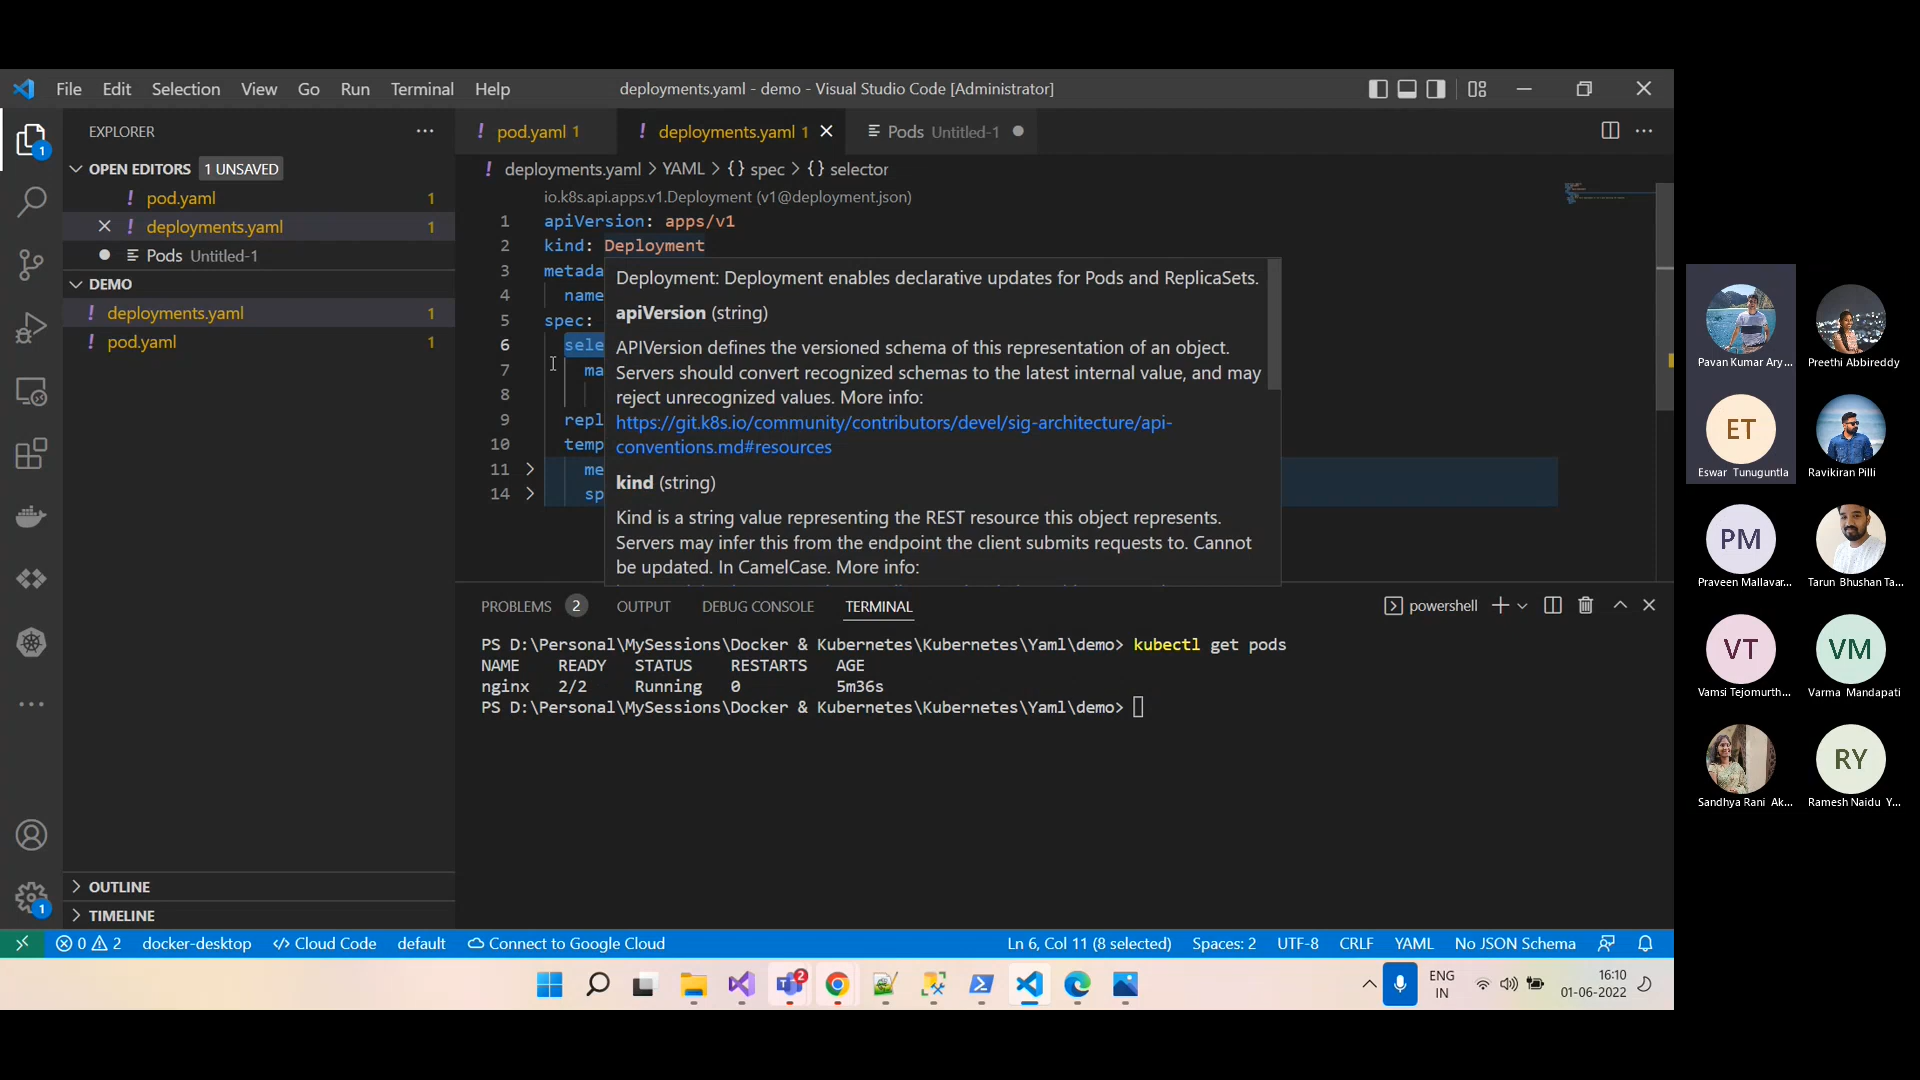 File Edit Selection View Go Run Terminal Help
deployments.yaml - demo - Visual Studio Code [Administrator]
EXPLORER
OPEN EDITORS 1 UNSAVED
! pod.yaml 1
! deployments.yaml 1
Pods Untitled-1
DEMO
! deployments.yaml 1
! pod.yaml 1
OUTLINE
TIMELINE
1
1
! pod.yaml 1
! deployments.yaml 1
Pods Untitled-1
! deployments.yaml > YAML > {} spec > {} selector
io.k8s.api.apps.v1.Deployment (v1@deployment.json)
1 apiVersion: apps/v1
2 kind: Deployment
3 metada
4 name
5 spec:
6 sele
7 ma
8
9 repl
10 temp
11 me
14 sp
Deployment: Deployment enables declarative updates for Pods and ReplicaSets.
apiVersion (string)
APIVersion defines the versioned schema of this representation of an object.
Servers should convert recognized schemas to the latest internal value, and may
reject unrecognized values. More info:
https://git.k8s.io/community/contributors/devel/sig-architecture/api-
conventions.md#resources
kind (string)
Kind is a string value representing the REST resource this object represents.
Servers may infer this from the endpoint the client submits requests to. Cannot
be updated. In CamelCase. More info:
PROBLEMS 2 OUTPUT DEBUG CONSOLE TERMINAL
powershell
PS D:\Personal\MySessions\Docker & Kubernetes\Kubernetes\Yaml\demo> kubectl get pods
NAME READY STATUS RESTARTS AGE
nginx 2/2 Running 0 5m36s
PS D:\Personal\MySessions\Docker & Kubernetes\Kubernetes\Yaml\demo>
0 2 docker-desktop </> Cloud Code default Connect to Google Cloud
Ln 6, Col 11 (8 selected) Spaces: 2 UTF-8 CRLF YAML No JSON Schema
2
ENG
IN
16:10
01-06-2022
Pavan Kumar Ary...
Preethi Abbireddy
ET
Eswar Tunuguntla
Ravikiran Pilli
PM
Praveen Mallavar...
Tarun Bhushan Ta...
VT
Vamsi Tejomurth...
VM
Varma Mandapati
Sandhya Rani Ak...
RY
Ramesh Naidu Y...